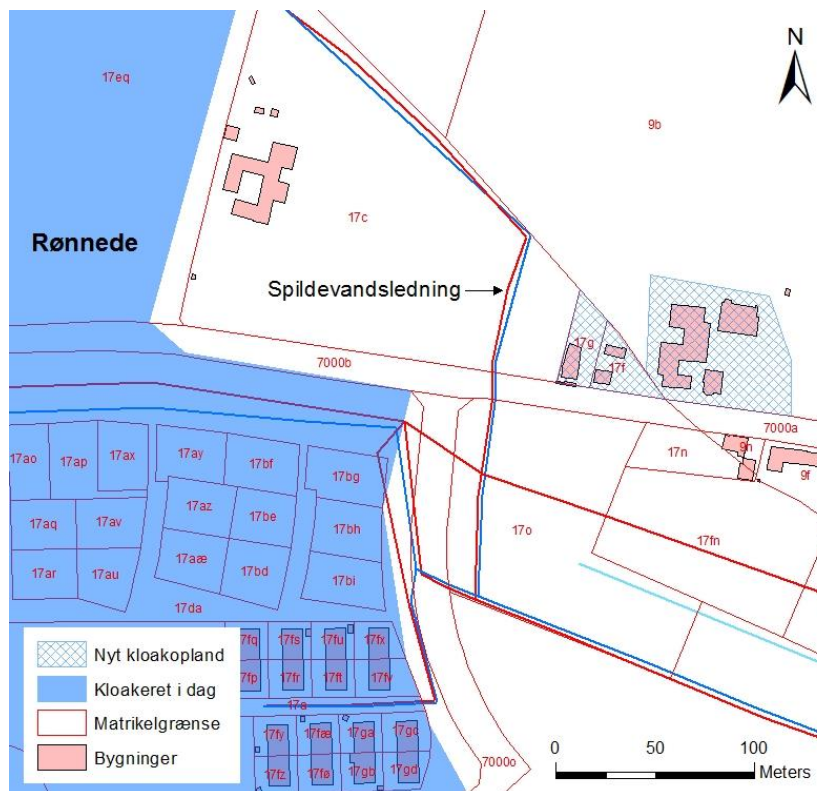 17eq
N
9b
17c
Rønnede
Spildevandsledning
17g
17f
7000b
7000a
17ao
17ap
17ax
17ay
17bf
17bg
17n
9h
9f
17aq
17av
17az
17be
17bh
17o
17fn
17ar
17au
17aæ
17bd
17bi
17da
17fq
17fs
17fu
17fx
17fp
17fr
17ft
17fv
17s
17fy
17fæ
17ga
17gc
17fz
17fø
17gb
17gd
7000o
Nyt kloakopland
Kloakeret i dag
Matrikelgrænse
Bygninger
0 50 100
Meters